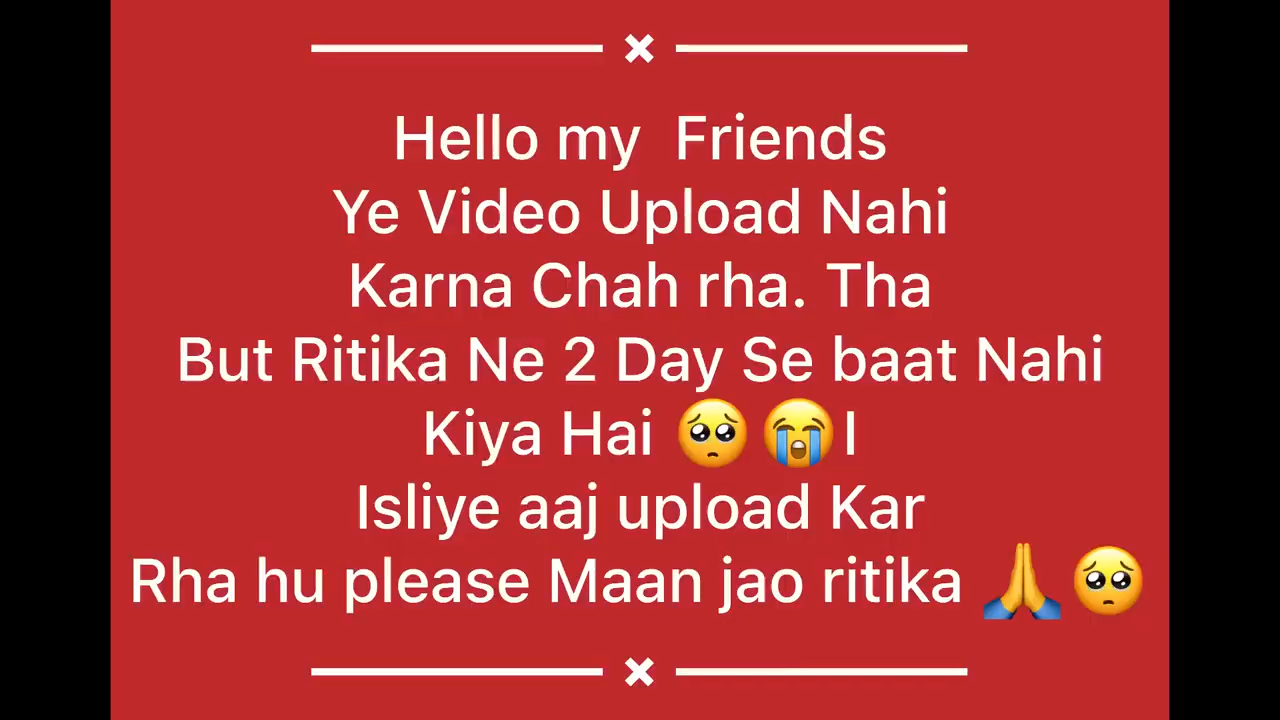 Hello my  Friends
Ye Video Upload Nahi
Karna Chah rha. Tha
But Ritika Ne 2 Day Se baat Nahi
Kiya Hai 🥺😭I
Isliye aaj upload Kar
Rha hu please Maan jao ritika 🙏🥺